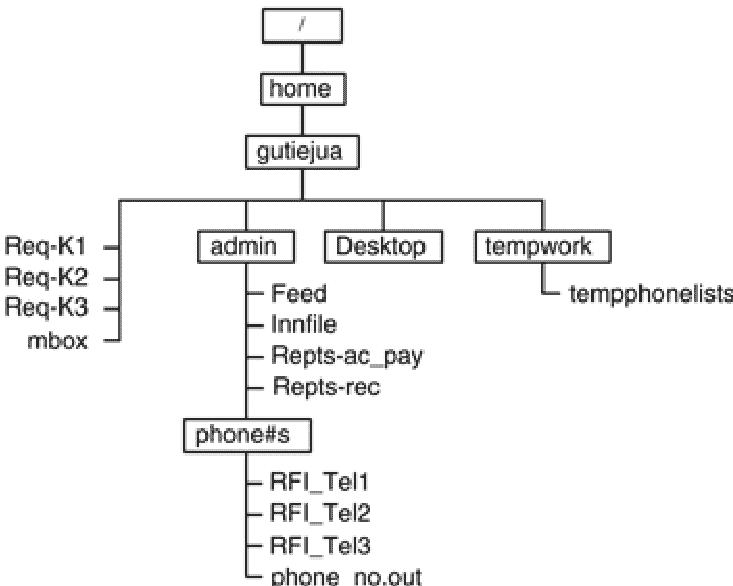 /
home
gutiejua
Req-K1
Req-K2
Req-K3
mbox
admin
Desktop
tempwork
Feed
Innfile
Repts-ac_pay
Repts-rec
tempphonelists
phone#s
RFI_Tel1
RFI_Tel2
RFI_Tel3
phone_no.out